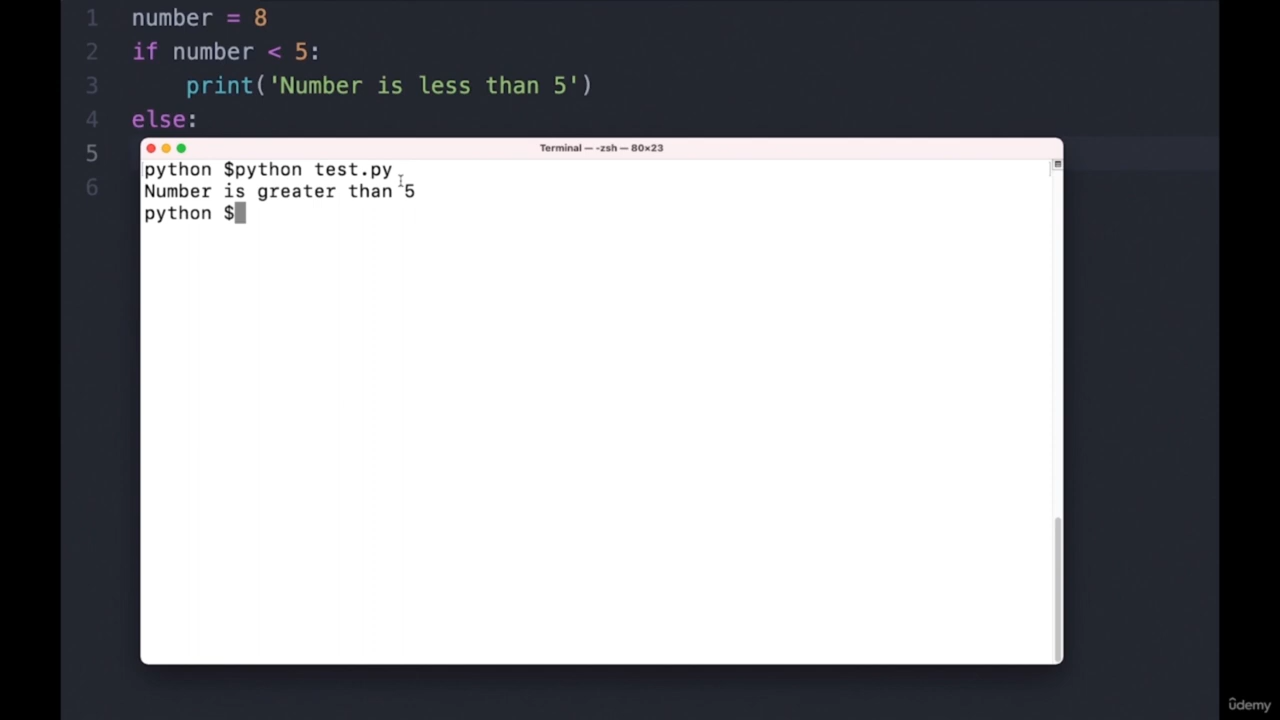 1 number = 8
2 if number < 5:
3 print('Number is less than 5')
4 else:
5
6
Terminal — -zsh — 80×23
python $python test.py
Number is greater than 5
python $
ûdemy